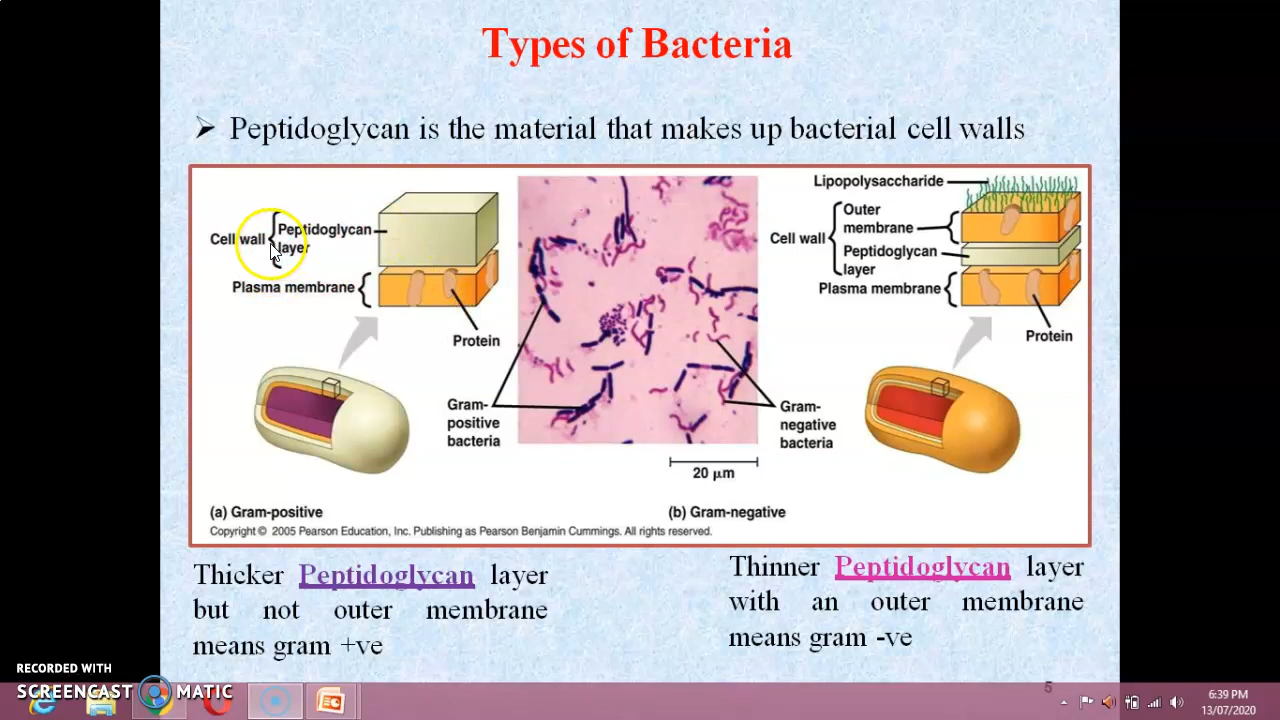 Types of Bacteria
➢ Peptidoglycan is the material that makes up bacterial cell walls
Cell wall
Peptidoglycan
layer
Plasma membrane
Protein
Gram-
positive
bacteria
20 μm
Gram-
negative
bacteria
Lipopolysaccharide
Outer
membrane
Cell wall
Peptidoglycan
layer
Plasma membrane
Protein
(a) Gram-positive
(b) Gram-negative
Copyright © 2005 Pearson Education, Inc. Publishing as Pearson Benjamin Cummings. All rights reserved.
Thicker Peptidoglycan layer
but not outer membrane
means gram +ve
Thinner Peptidoglycan layer
with an outer membrane
means gram -ve
5
RECORDED WITH
SCREENCAST MATIC
6:39 PM
13/07/2020